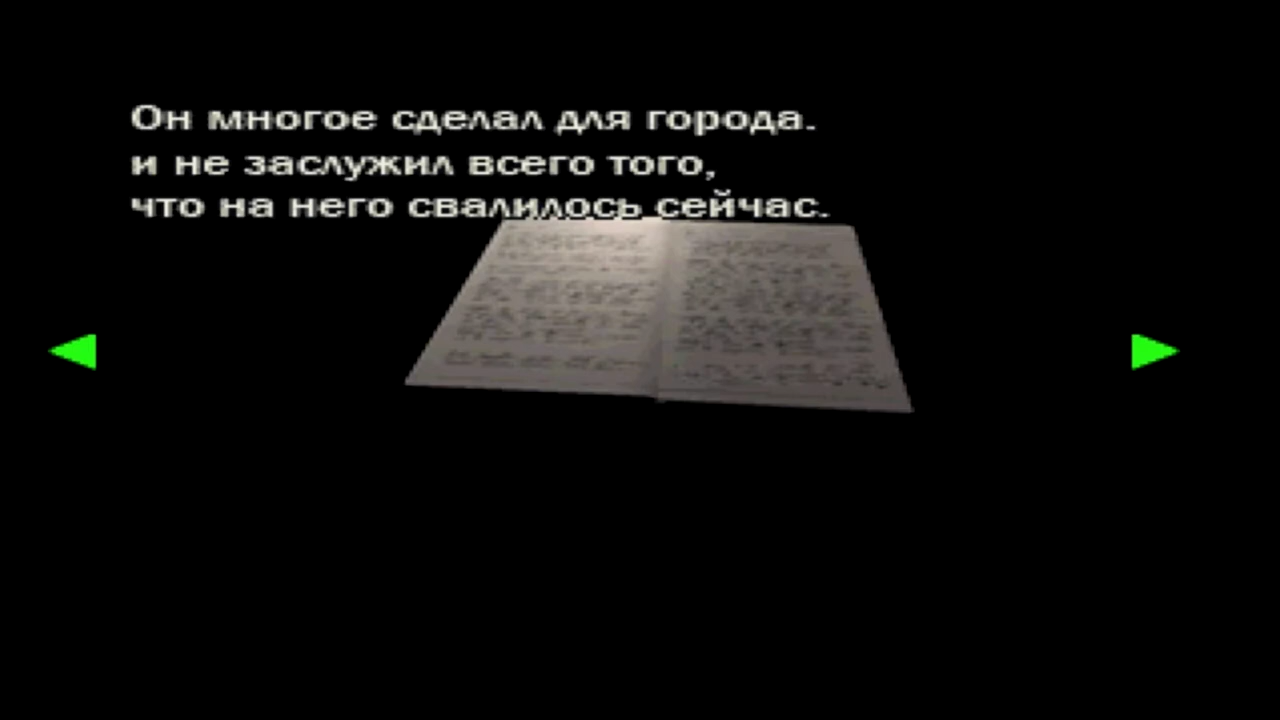 Он многое сделал для города.
и не заслужил всего того,
что на него свалилось сейчас.